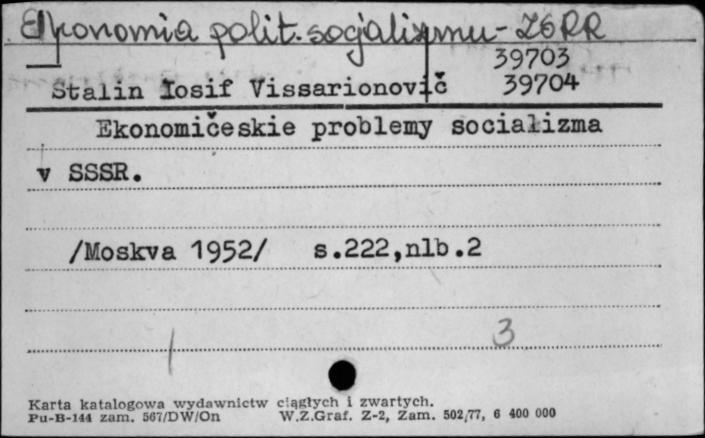 Ekonomia polit. socjalizmu - ZSRR
39703
Stalin Iosif Vissarionovič 39704
Ekonomičeskie problemy socializma
v SSSR.
/Moskva 1952/ s.222,nlb.2
3
Karta katalogowa wydawnictw ciągłych i zwartych.
Pu-B-144 zam. 567/DW/On W.Z.Graf. Z-2, Zam. 502/77, 6 400 000